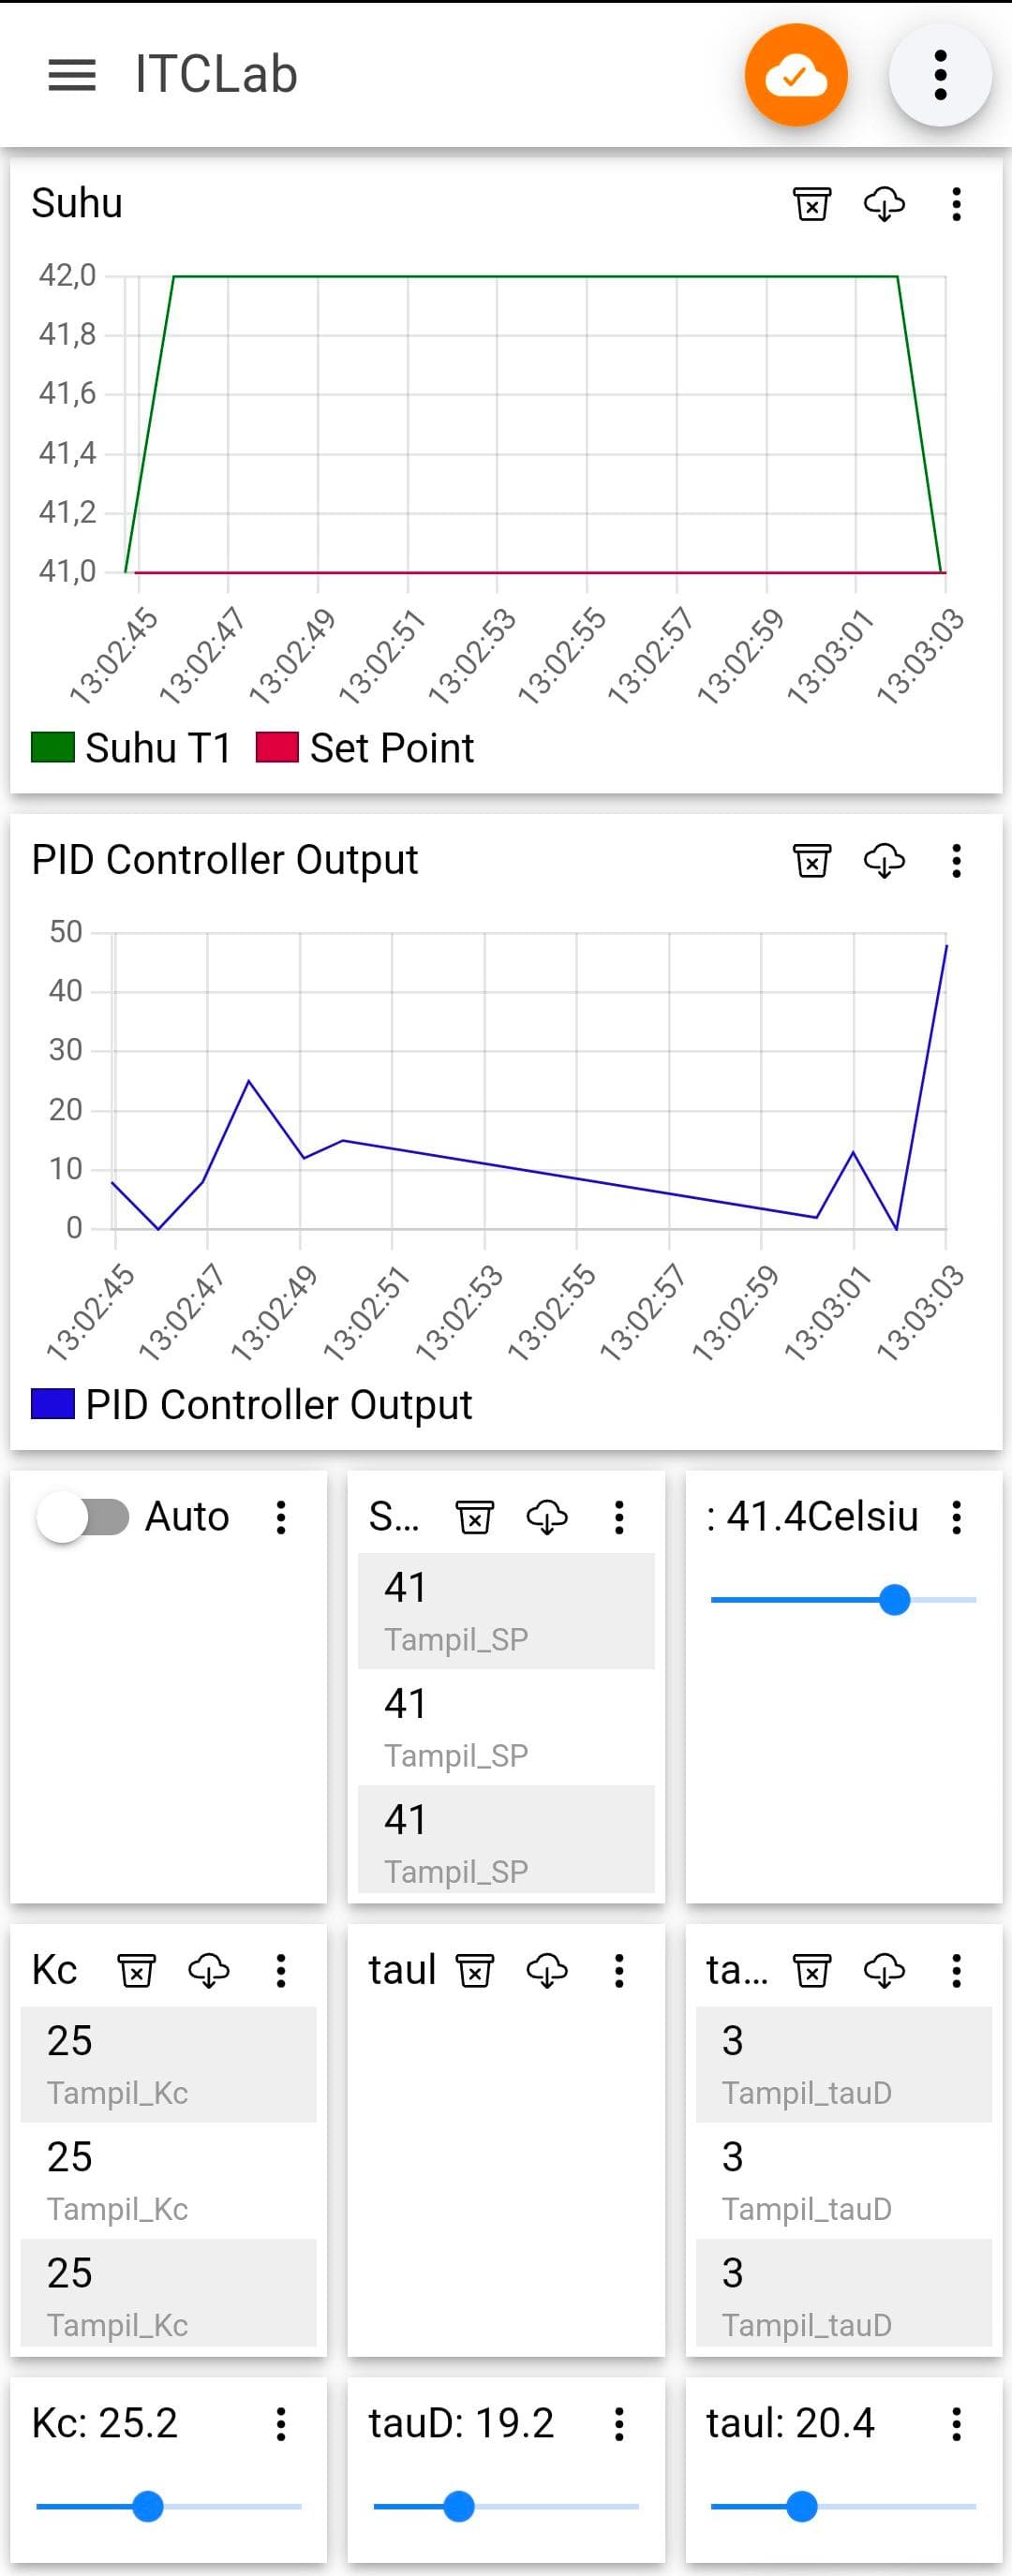 ITCLab
Suhu
42,0
41,8
41,6
41,4
41,2
41,0
13:02:45 13:02:47 13:02:49 13:02:51 13:02:53 13:02:55 13:02:57 13:02:59 13:03:01 13:03:03
Suhu T1 Set Point
PID Controller Output
50
40
30
20
10
0
13:02:45 13:02:47 13:02:49 13:02:51 13:02:53 13:02:55 13:02:57 13:02:59 13:03:01 13:03:03
PID Controller Output
Auto
S...
41
Tampil_SP
41
Tampil_SP
41
Tampil_SP
: 41.4Celsiu
Kc
25
Tampil_Kc
25
Tampil_Kc
25
Tampil_Kc
tauI
ta...
3
Tampil_tauD
3
Tampil_tauD
3
Tampil_tauD
Kc: 25.2
tauD: 19.2
tauI: 20.4